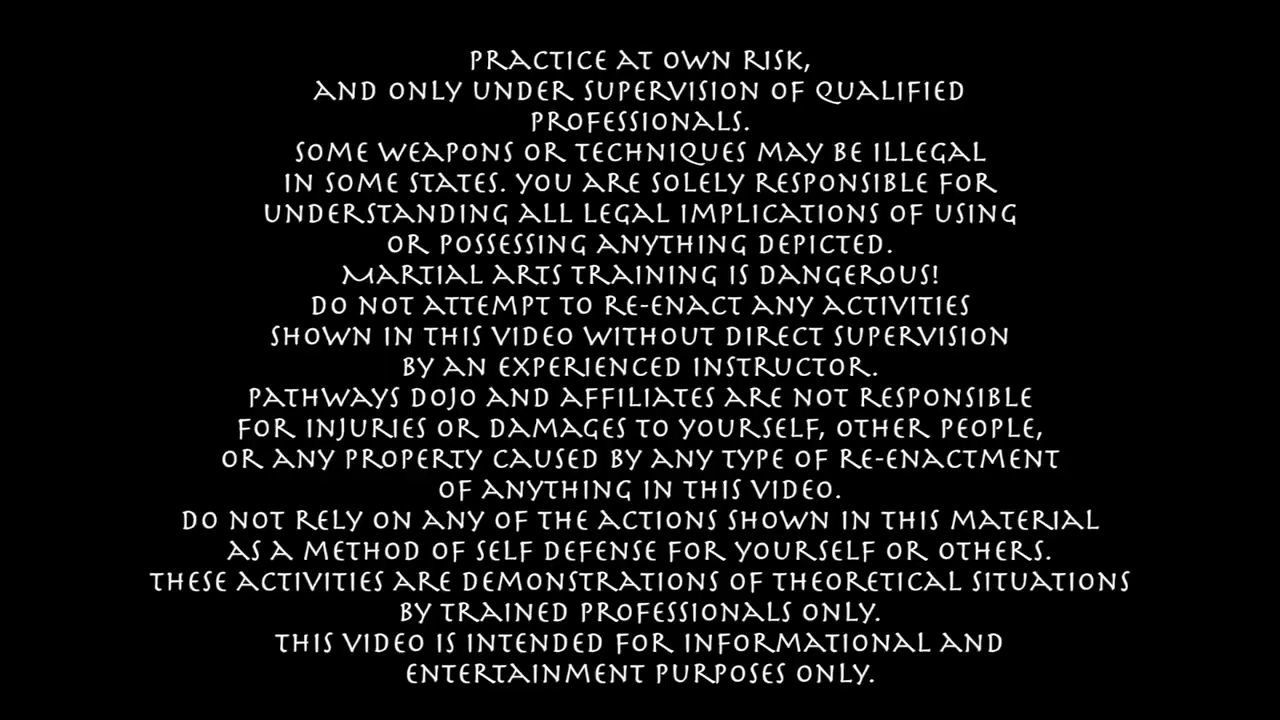 PRACTICE AT OWN RISK,
AND ONLY UNDER SUPERVISION OF QUALIFIED
PROFESSIONALS.
SOME WEAPONS OR TECHNIQUES MAY BE ILLEGAL
IN SOME STATES. YOU ARE SOLELY RESPONSIBLE FOR
UNDERSTANDING ALL LEGAL IMPLICATIONS OF USING
OR POSSESSING ANYTHING DEPICTED.
MARTIAL ARTS TRAINING IS DANGEROUS!
DO NOT ATTEMPT TO RE-ENACT ANY ACTIVITIES
SHOWN IN THIS VIDEO WITHOUT DIRECT SUPERVISION
BY AN EXPERIENCED INSTRUCTOR.
PATHWAYS DOJO AND AFFILIATES ARE NOT RESPONSIBLE
FOR INJURIES OR DAMAGES TO YOURSELF, OTHER PEOPLE,
OR ANY PROPERTY CAUSED BY ANY TYPE OF RE-ENACTMENT
OF ANYTHING IN THIS VIDEO.
DO NOT RELY ON ANY OF THE ACTIONS SHOWN IN THIS MATERIAL
AS A METHOD OF SELF DEFENSE FOR YOURSELF OR OTHERS.
THESE ACTIVITIES ARE DEMONSTRATIONS OF THEORETICAL SITUATIONS
BY TRAINED PROFESSIONALS ONLY.
THIS VIDEO IS INTENDED FOR INFORMATIONAL AND
ENTERTAINMENT PURPOSES ONLY.